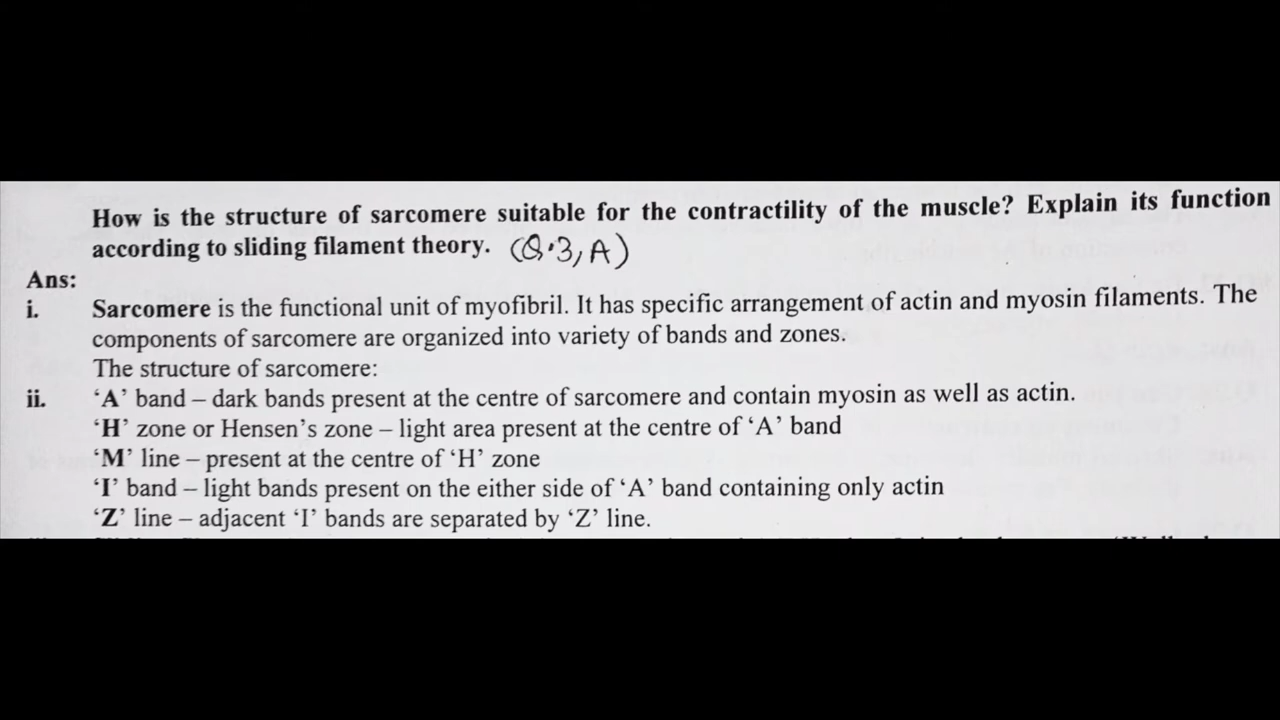 How is the structure of sarcomere suitable for the contractility of the muscle? Explain its function
according to sliding filament theory. (Q.3, A)
Ans:
i. Sarcomere is the functional unit of myofibril. It has specific arrangement of actin and myosin filaments. The
components of sarcomere are organized into variety of bands and zones.
The structure of sarcomere:
ii. ‘A’ band – dark bands present at the centre of sarcomere and contain myosin as well as actin.
‘H’ zone or Hensen’s zone – light area present at the centre of ‘A’ band
‘M’ line – present at the centre of ‘H’ zone
‘I’ band – light bands present on the either side of ‘A’ band containing only actin
‘Z’ line – adjacent ‘I’ bands are separated by ‘Z’ line.